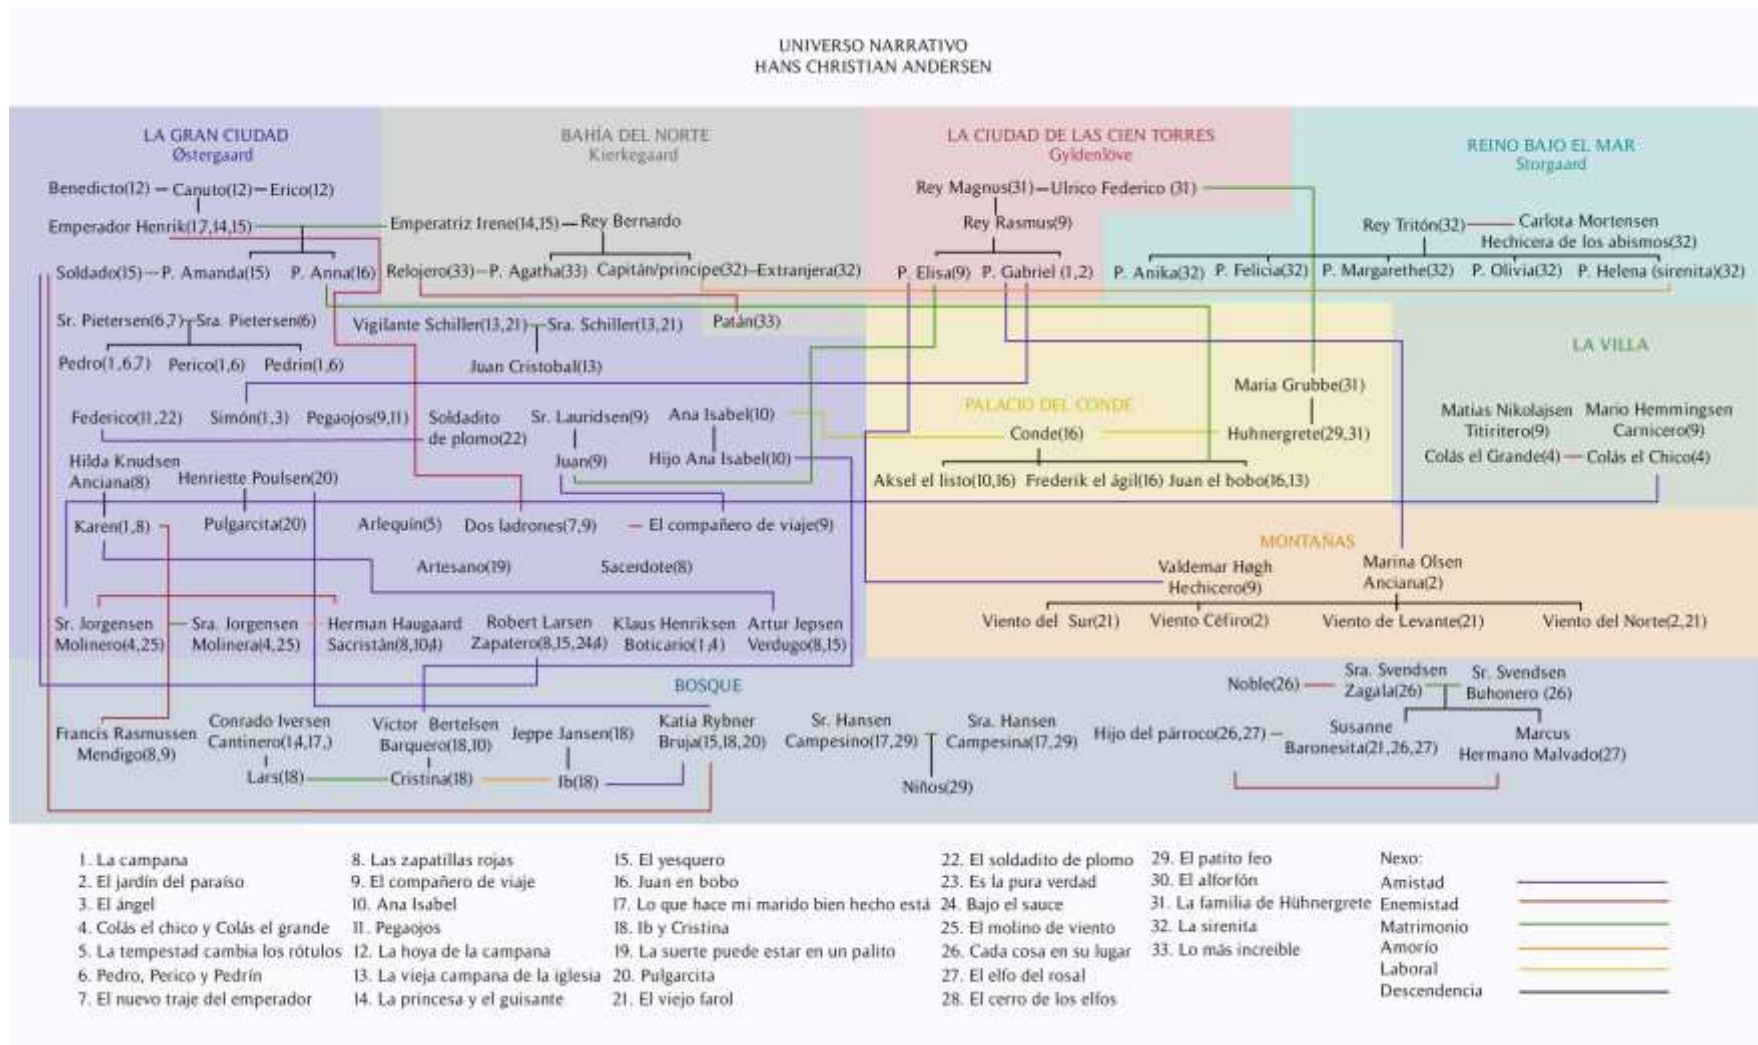 UNIVERSO NARRATIVO
HANS CHRISTIAN ANDERSEN
LA GRAN CIUDAD
Østergaard
BAHÍA DEL NORTE
Kierkegaard
LA CIUDAD DE LAS CIEN TORRES
Gyldenlöve
REINO BAJO EL MAR
Storgaard
Benedicto(12) – Canuto(12) – Erico(12)
Rey Magnus(31) – Ulrico Federico (31)
Emperador Henrik(17,14,15)
Emperatriz Irene(14,15) – Rey Bernardo
Rey Rasmus(9)
Rey Tritón(32)
Carlota Mortensen
Hechicera de los abismos(32)
Soldado(15) – P. Amanda(15)
P. Anna(16)
Relojero(33) – P. Agatha(33)
Capitán/príncipe(32) – Extranjera(32)
P. Elisa(9)
P. Gabriel (1,2)
P. Anika(32)
P. Felicia(32)
P. Margarethe(32)
P. Olivia(32)
P. Helena (sirenita)(32)
Sr. Pietersen(6,7)
Sra. Pietersen(6)
Vigilante Schiller(13,21)
Sra. Schiller(13,21)
Patán(33)
Pedro(1,6,7)
Perico(1,6)
Pedrin(1,6)
Juan Cristobal(13)
LA VILLA
Maria Grubbe(31)
PALACIO DEL CONDE
Federico(11,22)
Simón(1,3)
Pegaojos(9,11)
Soldadito
de plomo(22)
Sr. Lauridsen(9)
Ana Isabel(10)
Conde(16)
Huhnergrete(29,31)
Matias Nikolajsen
Titiritero(9)
Mario Hemmingsen
Carnicero(9)
Hilda Knudsen
Anciana(8)
Henriette Poulsen(20)
Juan(9)
Hijo Ana Isabel(10)
Colás el Grande(4) – Colás el Chico(4)
Aksel el listo(10,16)
Frederik el ágil(16)
Juan el bobo(16,13)
Karen(1,8)
Pulgarcita(20)
Arlequín(5)
Dos ladrones(7,9)
– El compañero de viaje(9)
MONTAÑAS
Artesano(19)
Sacerdote(8)
Valdemar Høgh
Hechicero(9)
Marina Olsen
Anciana(2)
Sr. Jorgensen
Molinero(4,25)
Sra. Jorgensen
Molinera(4,25)
Herman Haugaard
Sacristán(8,10,4)
Robert Larsen
Zapatero(8,15,24,4)
Klaus Henriksen
Boticario(1,4)
Artur Jepsen
Verdugo(8,15)
Viento del Sur(21)
Viento Céfiro(2)
Viento de Levante(21)
Viento del Norte(2,21)
BOSQUE
Noble(26)
Sra. Svendsen
Zagala(26)
Sr. Svendsen
Buhonero (26)
Francis Rasmussen
Mendigo(8,9)
Conrado Iversen
Cantinero(14,17,)
Victor Bertelsen
Barquero(18,10)
Jeppe Jansen(18)
Katia Rybner
Bruja(15,18,20)
Sr. Hansen
Campesino(17,29)
Sra. Hansen
Campesina(17,29)
Hijo del párroco(26,27) –
Susanne
Baronesita(21,26,27)
Marcus
Hermano Malvado(27)
Lars(18)
Cristina(18)
Ib(18)
Niños(29)
1. La campana
2. El jardín del paraíso
3. El ángel
4. Colás el chico y Colás el grande
5. La tempestad cambia los rótulos
6. Pedro, Perico y Pedrín
7. El nuevo traje del emperador
8. Las zapatillas rojas
9. El compañero de viaje
10. Ana Isabel
11. Pegaojos
12. La hoya de la campana
13. La vieja campana de la iglesia
14. La princesa y el guisante
15. El yesquero
16. Juan en bobo
17. Lo que hace mi marido bien hecho está
18. Ib y Cristina
19. La suerte puede estar en un palito
20. Pulgarcita
21. El viejo farol
22. El soldadito de plomo
23. Es la pura verdad
24. Bajo el sauce
25. El molino de viento
26. Cada cosa en su lugar
27. El elfo del rosal
28. El cerro de los elfos
29. El patito feo
30. El alforfón
31. La familia de Hühnergrete
32. La sirenita
33. Lo más increíble
Nexo:
Amistad
Enemistad
Matrimonio
Amorío
Laboral
Descendencia